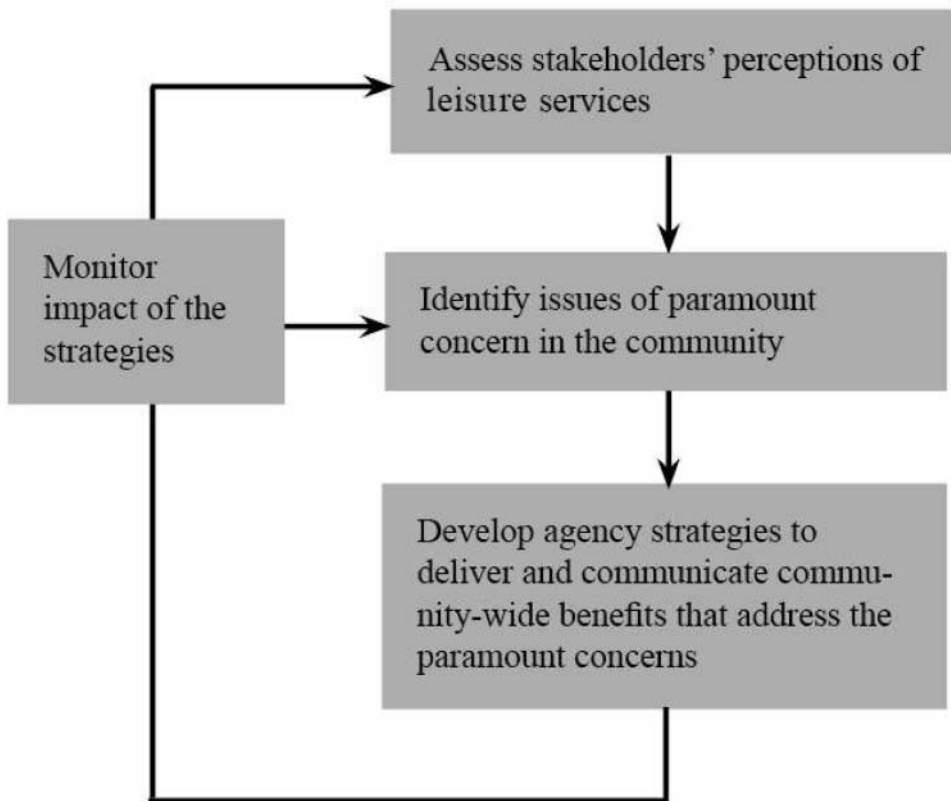 Assess stakeholders’ perceptions of
leisure services
Monitor
impact of the
strategies
Identify issues of paramount
concern in the community
Develop agency strategies to
deliver and communicate commu-
nity-wide benefits that address the
paramount concerns